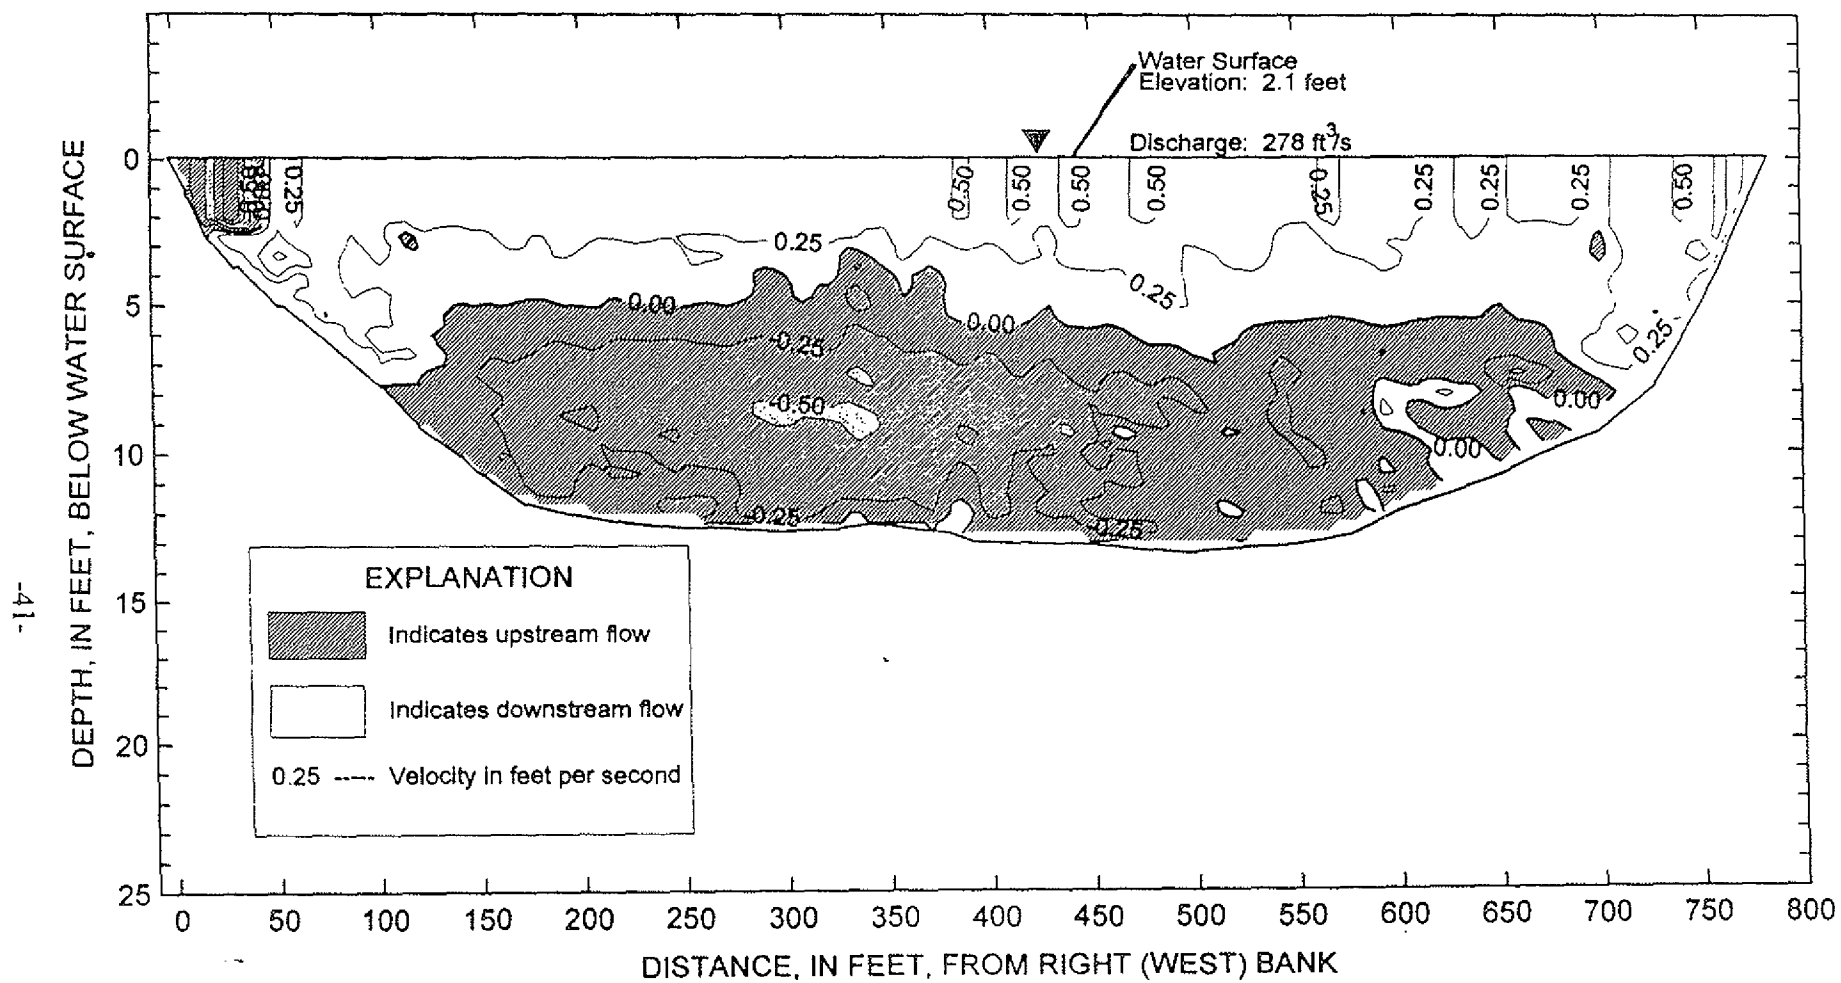 Water Surface
Elevation: 2.1 feet
Discharge: 278 ft3/s
DEPTH, IN FEET, BELOW WATER SURFACE
0
5
10
15
20
25
0.25
0.50
0.50
0.50
0.50
0.25
0.25
0.25
0.25
0.50
0.25
0.25
0.00
0.00
-0.25
0.25
-0.50
0.00
0.00
-0.25
-0.25
EXPLANATION
Indicates upstream flow
Indicates downstream flow
0.25 ----- Velocity in feet per second
-41-
0 50 100 150 200 250 300 350 400 450 500 550 600 650 700 750 800
DISTANCE, IN FEET, FROM RIGHT (WEST) BANK